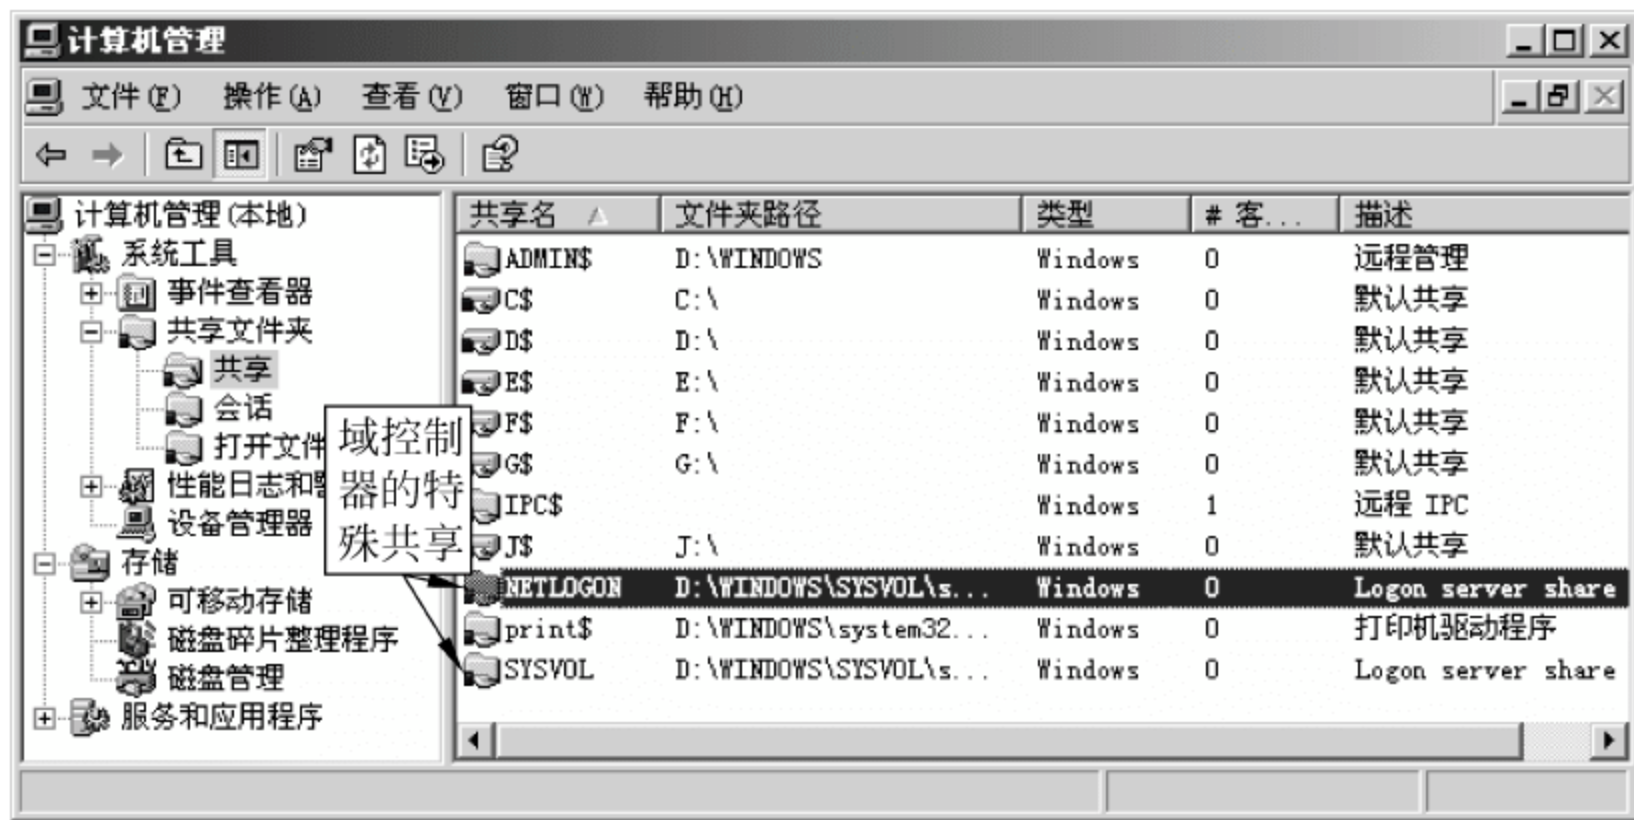 计算机管理
文件(F) 操作(A) 查看(V) 窗口(W) 帮助(H)
计算机管理(本地)
系统工具
事件查看器
共享文件夹
共享
会话
打开文件
性能日志和
设备管理器
存储
可移动存储
磁盘碎片整理程序
磁盘管理
服务和应用程序
域控制
器的特
殊共享
共享名 文件夹路径 类型 # 客... 描述
ADMIN$ D:\WINDOWS Windows 0 远程管理
C$ C:\ Windows 0 默认共享
D$ D:\ Windows 0 默认共享
E$ E:\ Windows 0 默认共享
F$ F:\ Windows 0 默认共享
G$ G:\ Windows 0 默认共享
IPC$ Windows 1 远程 IPC
J$ J:\ Windows 0 默认共享
NETLOGON D:\WINDOWS\SYSVOL\s... Windows 0 Logon server share
print$ D:\WINDOWS\system32... Windows 0 打印机驱动程序
SYSVOL D:\WINDOWS\SYSVOL\s... Windows 0 Logon server share